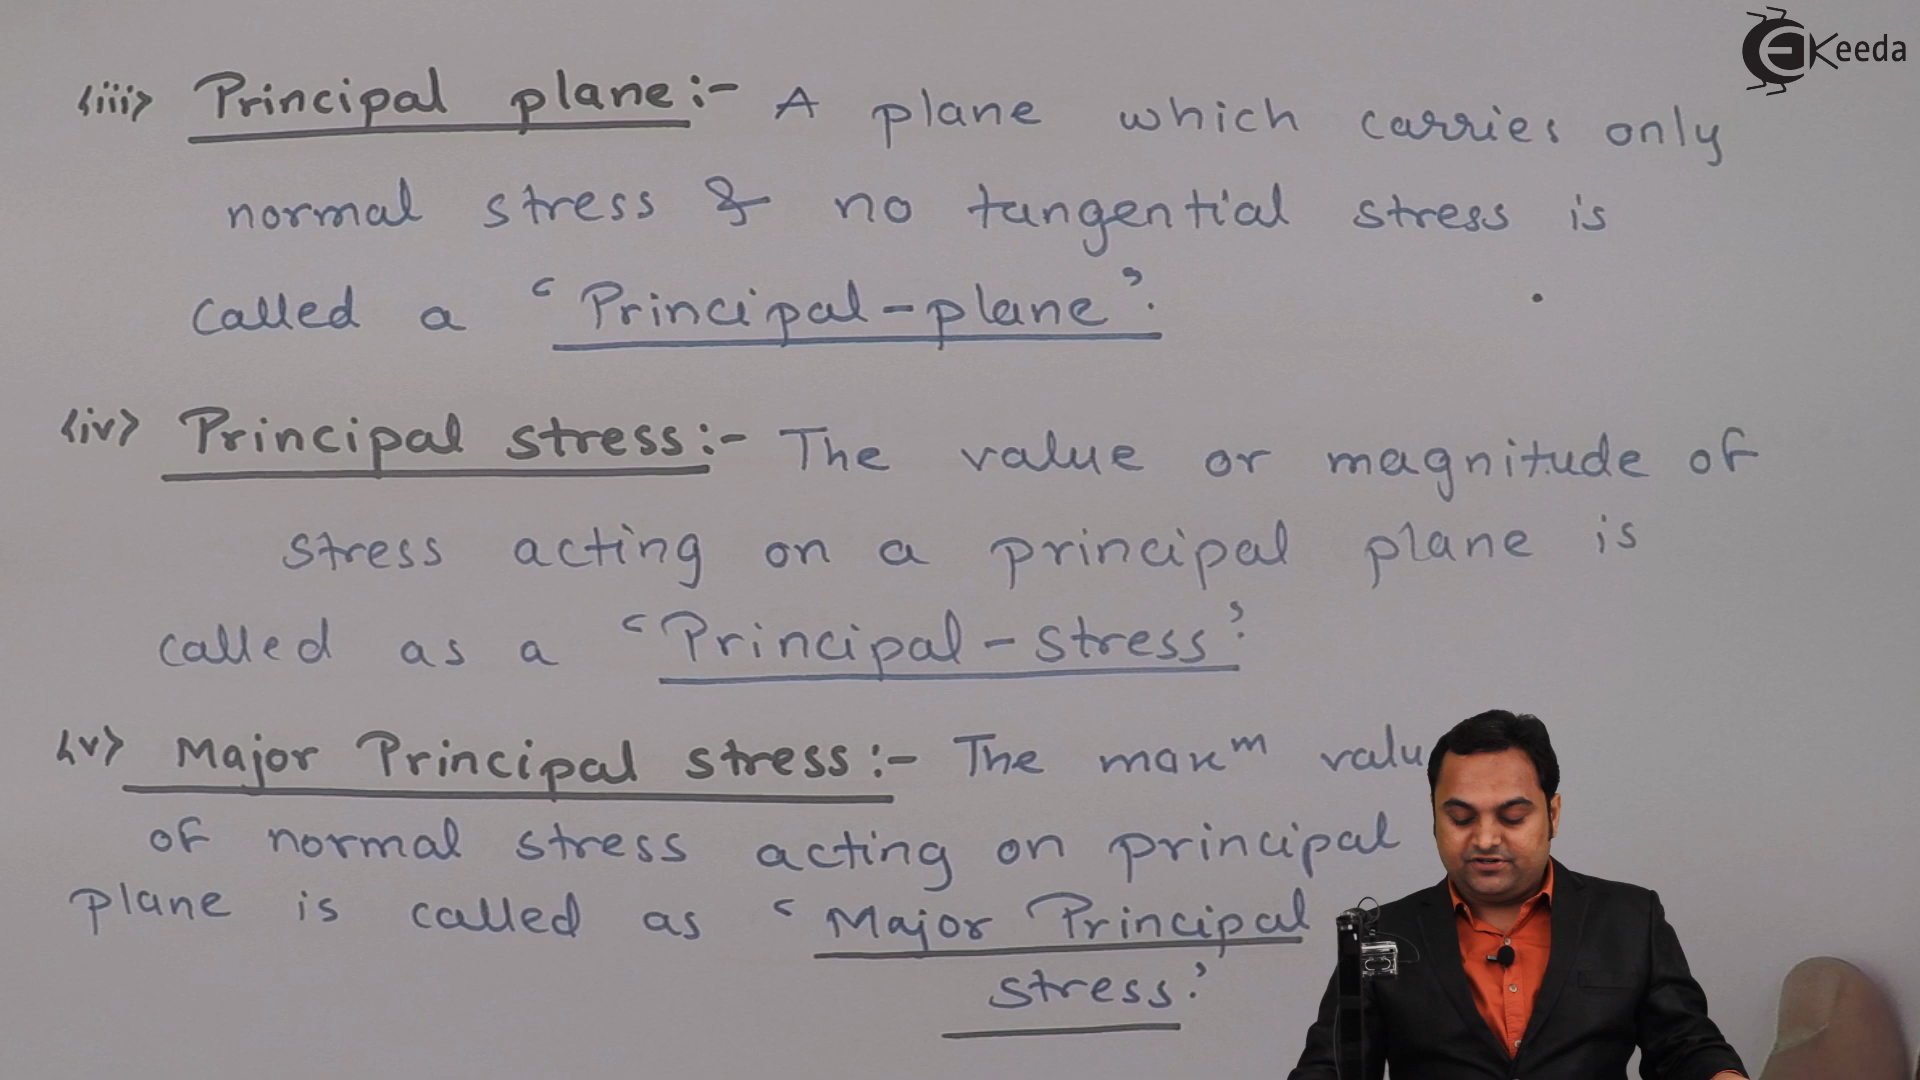 EKeeda
(iii) Principal plane:- A plane which carries only
normal stress & no tangential stress is
called a 'Principal-plane'.
(iv) Principal stress:- The value or magnitude of
stress acting on a principal plane is
called as a 'Principal-stress'.
(v) Major Principal stress:- The maxᵐ valu
of normal stress acting on principal
plane is called as 'Major Principal
stress.'